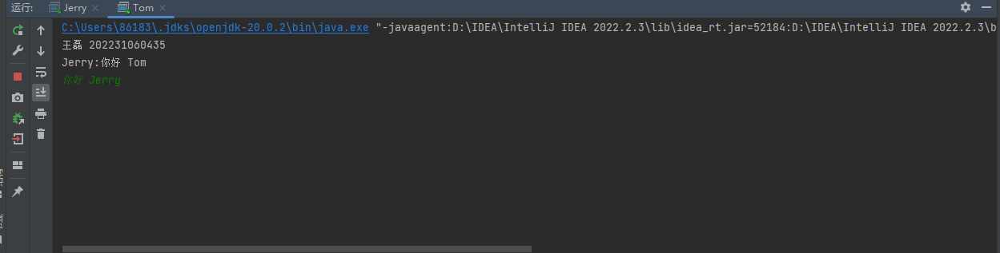 运行: Jerry Tom
C:\Users\86183\.jdks\openjdk-20.0.2\bin\java.exe "-javaagent:D:\IDEA\IntelliJ IDEA 2022.2.3\lib\idea_rt.jar=52184:D:\IDEA\IntelliJ IDEA 2022.2.3\b
王磊 202231060435
Jerry:你好 Tom
你好 Jerry